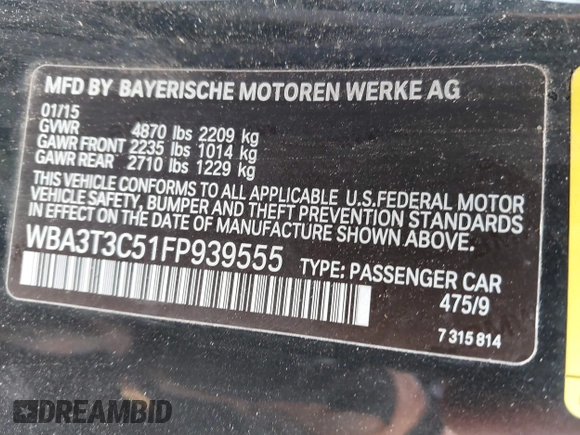 MFD BY BAYERISCHE MOTOREN WERKE AG
01/15
GVWR 4870 lbs 2209 kg
GAWR FRONT 2235 lbs 1014 kg
GAWR REAR 2710 lbs 1229 kg
THIS VEHICLE CONFORMS TO ALL APPLICABLE U.S.FEDERAL MOTOR
VEHICLE SAFETY, BUMPER AND THEFT PREVENTION STANDARDS
IN EFFECT ON THE DATE OF MANUFACTURE SHOWN ABOVE.
WBA3T3C51FP939555 TYPE: PASSENGER CAR
475/9
7 315 814
DREAMBID